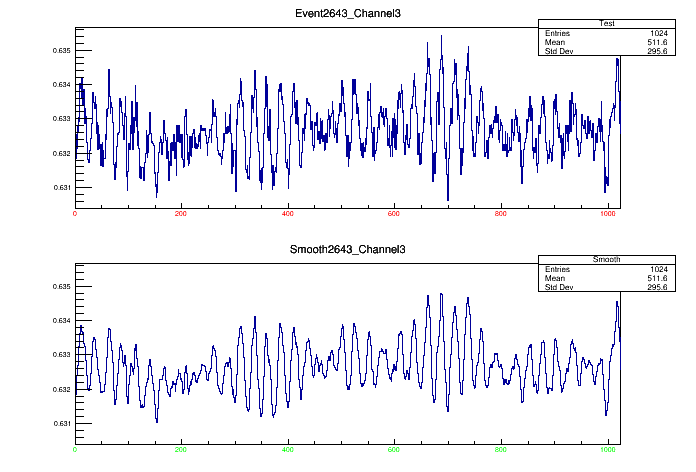 Event2643_Channel3
Test
Entries 1024
Mean 511.6
Std Dev 295.6
0.635
0.634
0.633
0.632
0.631
0 200 400 600 800 1000
Smooth2643_Channel3
Smooth
Entries 1024
Mean 511.6
Std Dev 295.6
0.635
0.634
0.633
0.632
0.631
0 200 400 600 800 1000